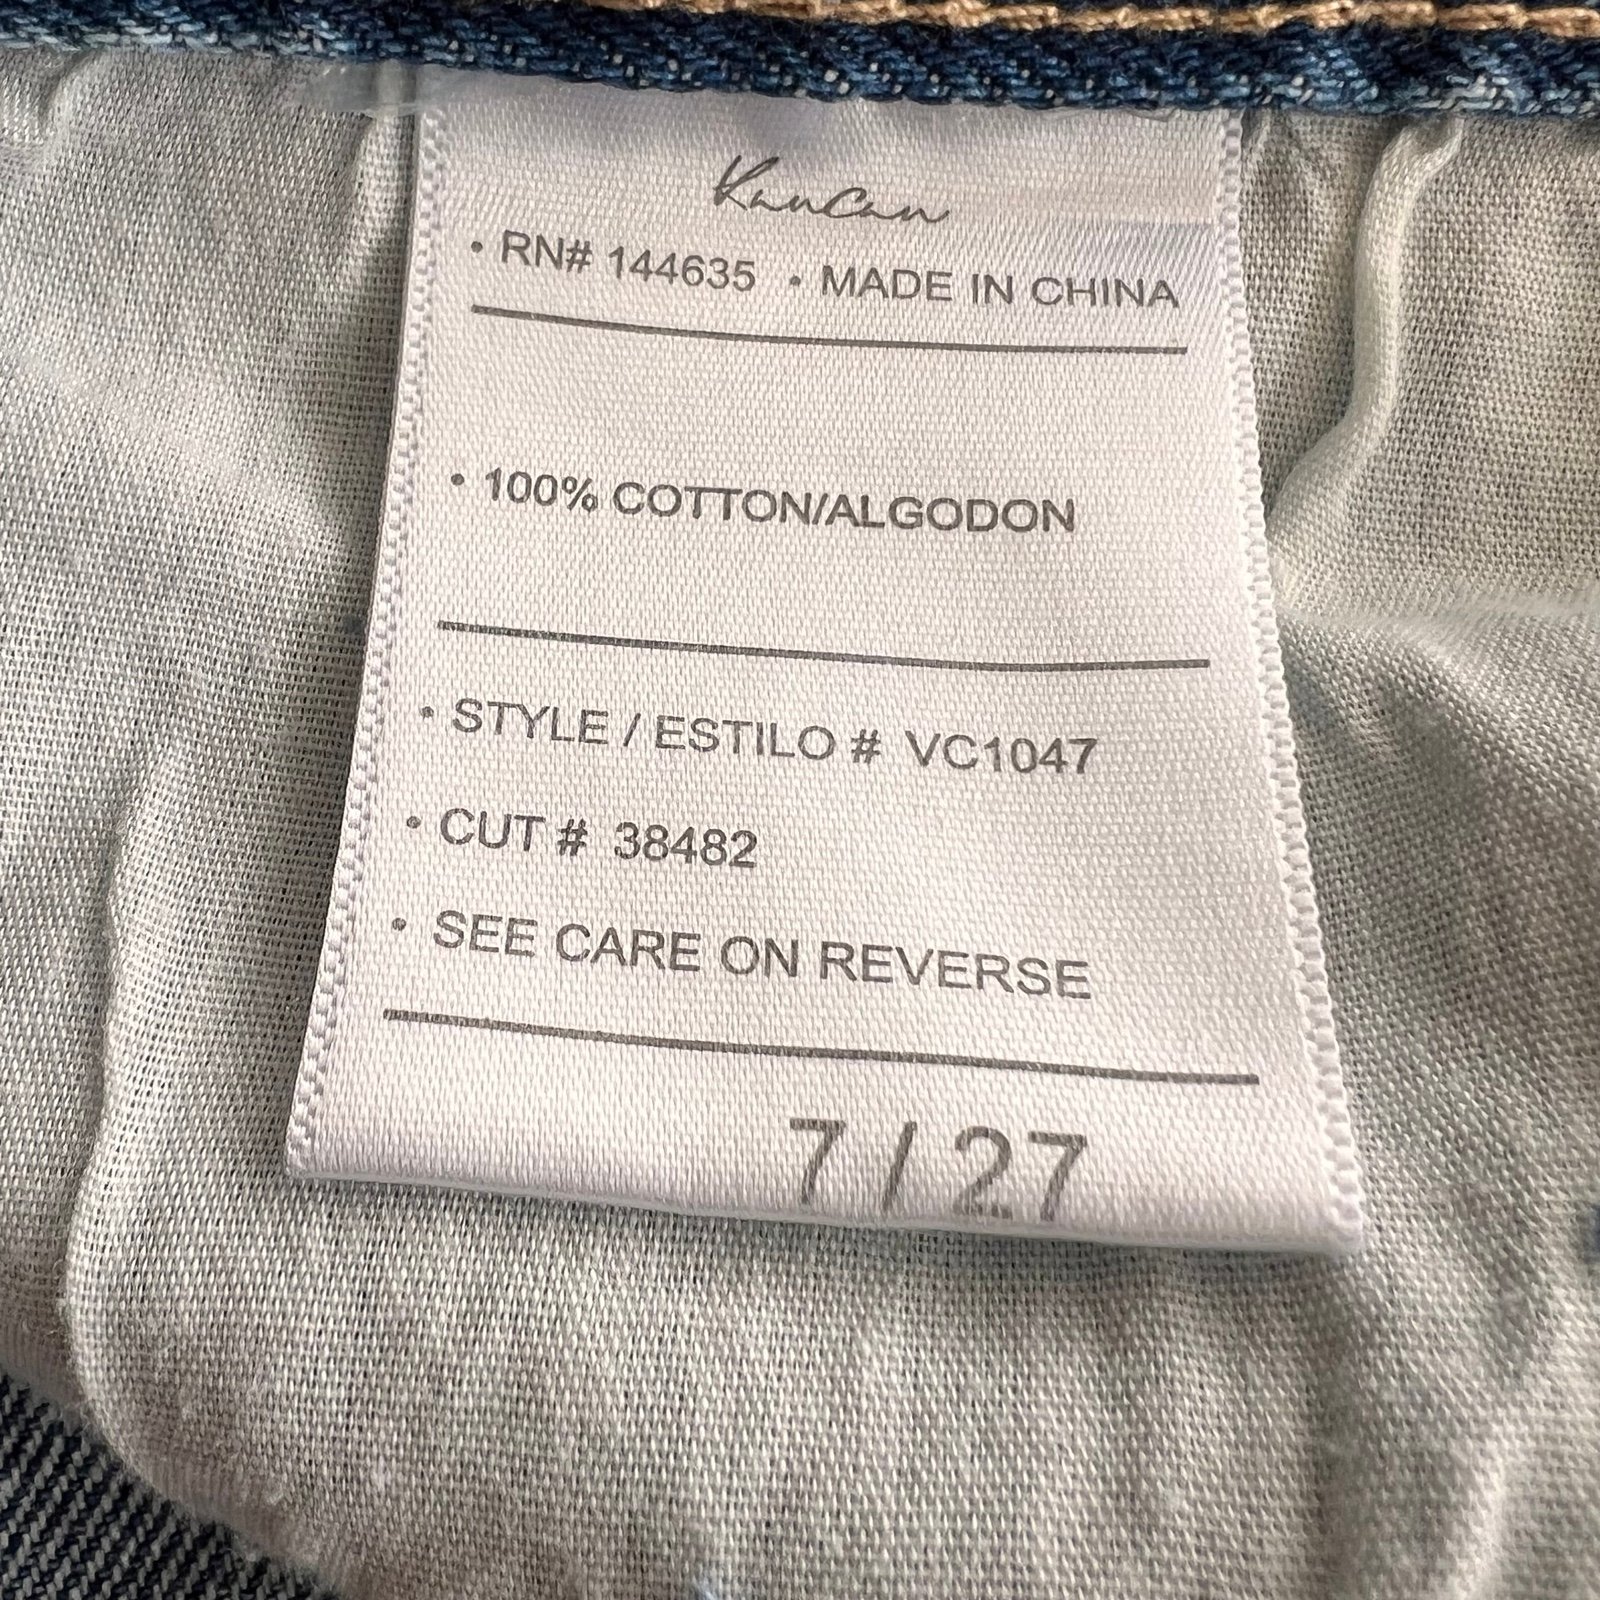 KanCan
• RN# 144635 • MADE IN CHINA
• 100% COTTON/ALGODON
• STYLE / ESTILO # VC1047
• CUT # 38482
• SEE CARE ON REVERSE
7 / 27